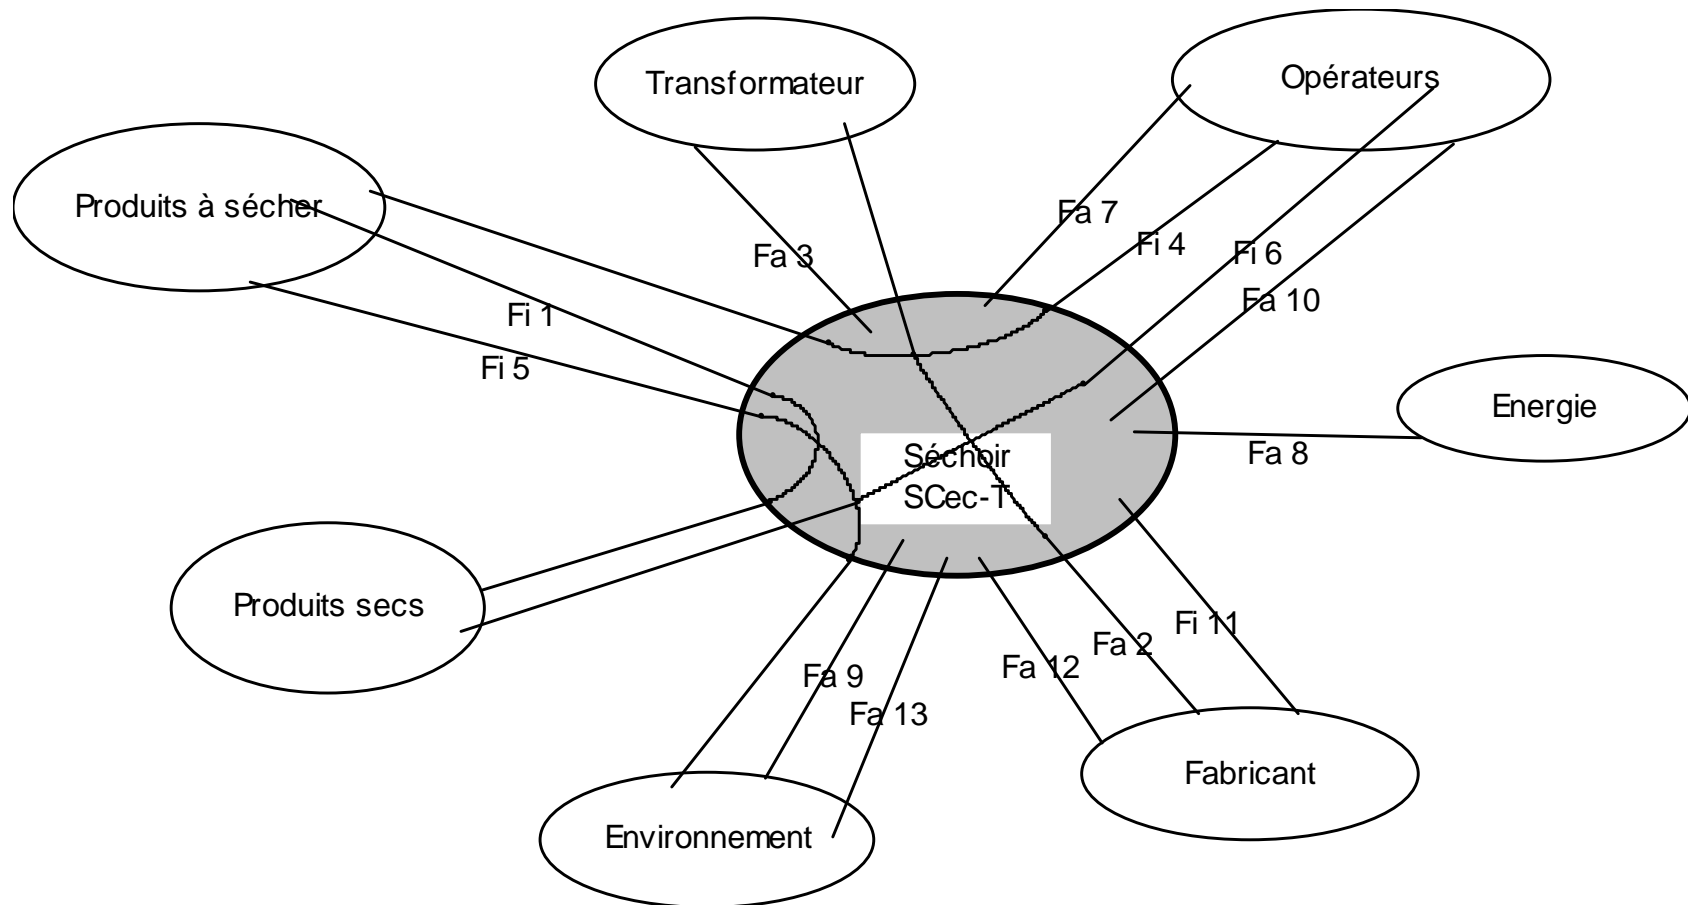 Transformateur
Opérateurs
Produits à sécher
Fa 7
Fi 4
Fa 3
Fi 6
Fa 10
Fi 1
Fi 5
Energie
Fa 8
Séchoir
SCec-T
Produits secs
Fi 11
Fa 2
Fa 12
Fa 9
Fa 13
Fabricant
Environnement